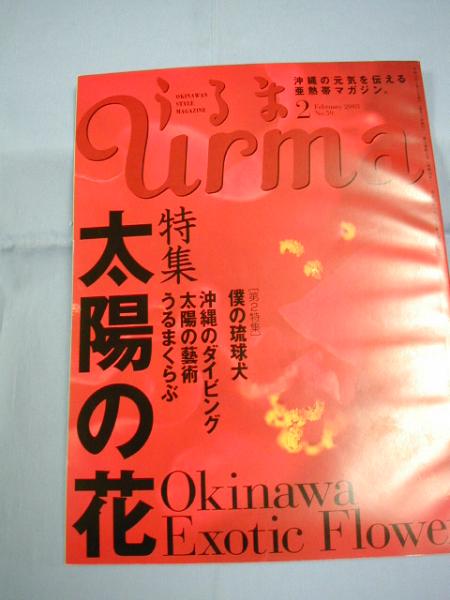 沖縄の元気を伝える
亜熱帯マガジン。
OKINAWAN
STYLE
MAGAZINE
うるま
2 February 2003
No.59
urma
特集
太陽の花
[第2特集]
僕の琉球犬
沖縄のダイビング
太陽の藝術
うるまくらぶ
Okinawa
Exotic Flower